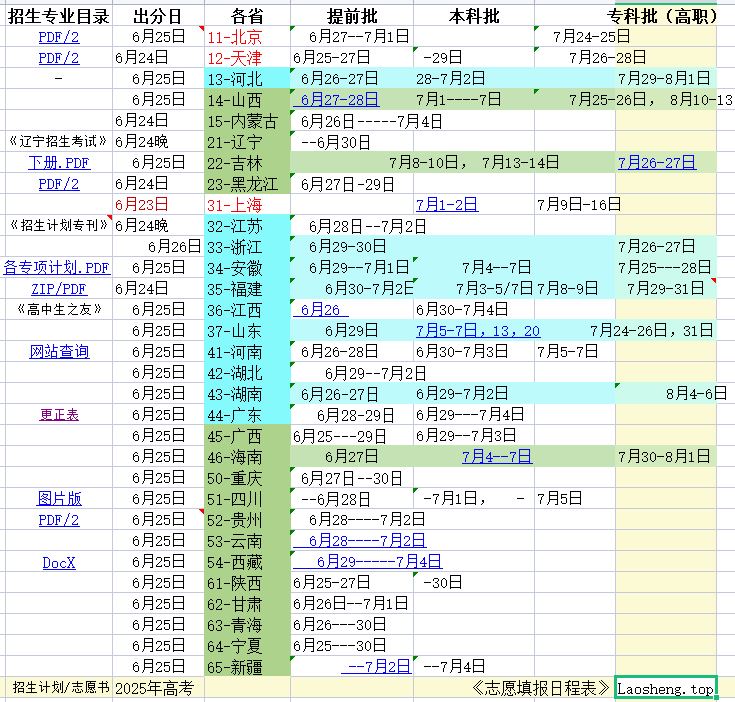 招生专业目录 出分日 各省 提前批 本科批 专科批（高职）
PDF/2 6月25日 11-北京 6月27--7月1日 7月24-25日
PDF/2 6月24日 12-天津 6月25-27日 -29日 7月26-28日
- 6月25日 13-河北 6月26-27日 28-7月2日 7月29-8月1日
6月25日 14-山西 6月27-28日 7月1----7日 7月25-26日， 8月10-13
6月24日 15-内蒙古 6月26日-----7月4日
《辽宁招生考试》 6月24晚 21-辽宁 --6月30日
下册.PDF 6月25日 22-吉林 7月8-10日， 7月13-14日 7月26-27日
PDF/2 6月24日 23-黑龙江 6月27日-29日
6月23日 31-上海 7月1-2日 7月9日-16日
《招生计划专刊》 6月24晚 32-江苏 6月28日--7月2日
6月26日 33-浙江 6月29-30日 7月26-27日
各专项计划.PDF 6月25日 34-安徽 6月29--7月1日 7月4--7日 7月25---28日
ZIP/PDF 6月24日 35-福建 6月30-7月2日 7月3-5/7日 7月8-9日 7月29-31日
《高中生之友》 6月25日 36-江西 6月26 6月30-7月4日
6月25日 37-山东 6月29日 7月5-7日，13，20 7月24-26日，31日
网站查询 6月25日 41-河南 6月26-28日 6月30-7月3日 7月5-7日
6月25日 42-湖北 6月29--7月2日
6月25日 43-湖南 6月26-27日 6月29-7月2日 8月4-6日
更正表 6月25日 44-广东 6月28-29日 6月29---7月4日
6月25日 45-广西 6月25---29日 6月29--7月3日
6月25日 46-海南 6月27日 7月4--7日 7月30-8月1日
6月25日 50-重庆 6月27日--30日
图片版 6月25日 51-四川 --6月28日 -7月1日， - 7月5日
PDF/2 6月25日 52-贵州 6月28----7月2日
6月25日 53-云南 6月28----7月2日
DocX 6月25日 54-西藏 6月29-----7月4日
6月25日 61-陕西 6月25-27日 -30日
6月25日 62-甘肃 6月26日--7月1日
6月25日 63-青海 6月26---30日
6月25日 64-宁夏 6月25---30日
6月25日 65-新疆 --7月2日 --7月4日
招生计划/志愿书 2025年高考 《志愿填报日程表》 Laosheng.top